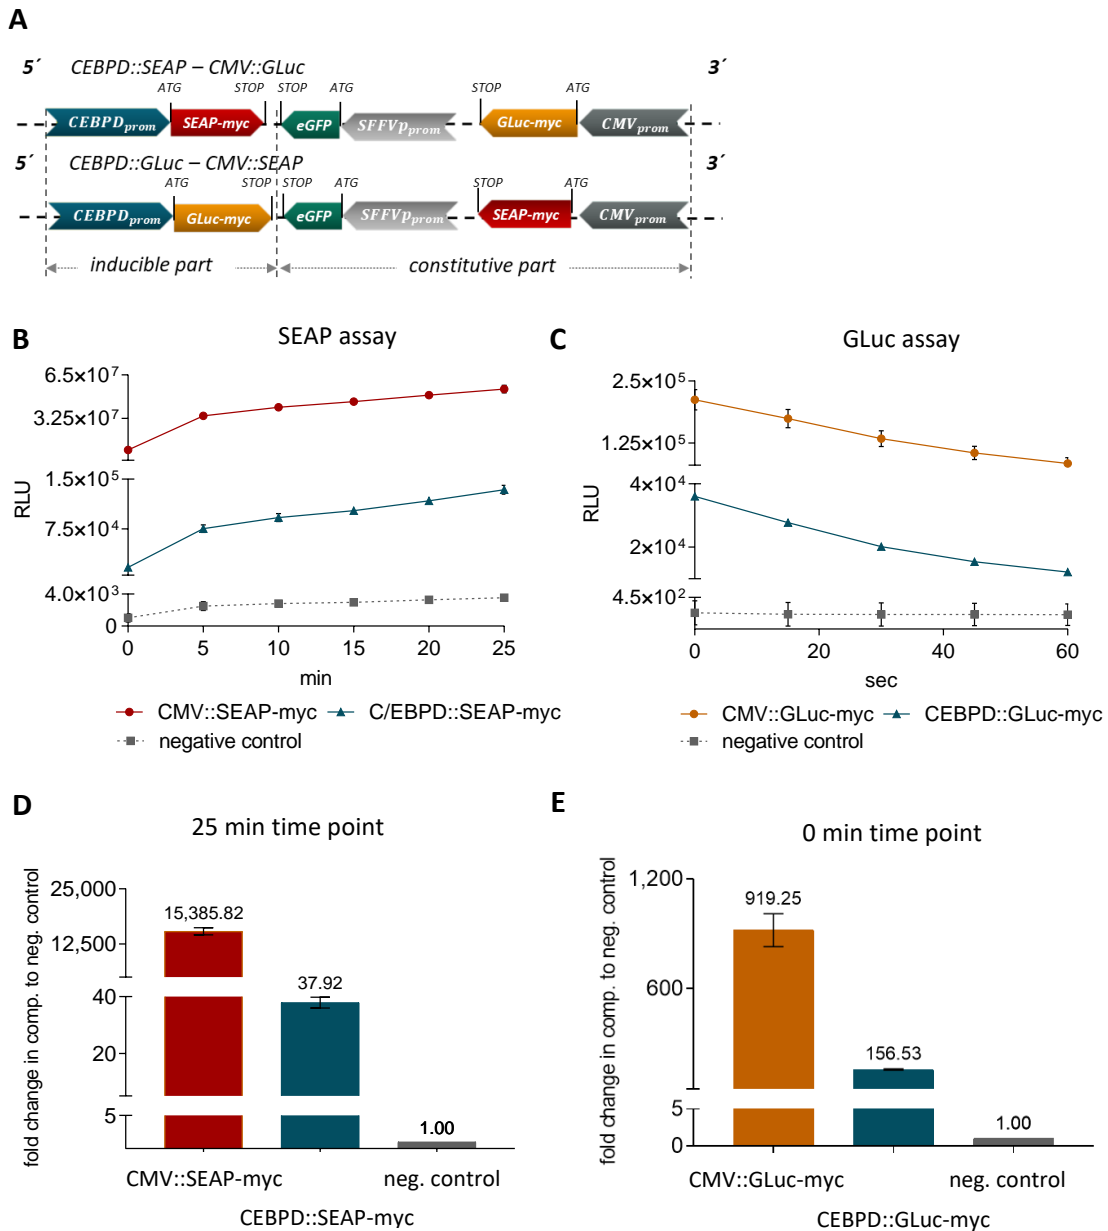 A
5´ CEBPD::SEAP – CMV::GLuc 3´
ATG STOP STOP ATG STOP ATG
CEBPDprom SEAP-myc eGFP SFFVpprom GLuc-myc CMVprom
5´ CEBPD::GLuc – CMV::SEAP 3´
ATG STOP STOP ATG STOP ATG
CEBPDprom GLuc-myc eGFP SFFVpprom SEAP-myc CMVprom
inducible part constitutive part
B
SEAP assay
6.5×10⁷
3.25×10⁷
1.5×10⁵
7.5×10⁴
4.0×10³
0
RLU
0 5 10 15 20 25
min
CMV::SEAP-myc C/EBPD::SEAP-myc
negative control
C
GLuc assay
2.5×10⁵
1.25×10⁵
4×10⁴
2×10⁴
4.5×10²
RLU
0 20 40 60
sec
CMV::GLuc-myc CEBPD::GLuc-myc
negative control
D
25 min time point
fold change in comp. to neg. control
25,000
12,500
40
20
5
15,385.82
37.92
1.00
CMV::SEAP-myc neg. control
CEBPD::SEAP-myc
E
0 min time point
fold change in comp. to neg. control
1,200
600
5
0
919.25
156.53
1.00
CMV::GLuc-myc neg. control
CEBPD::GLuc-myc